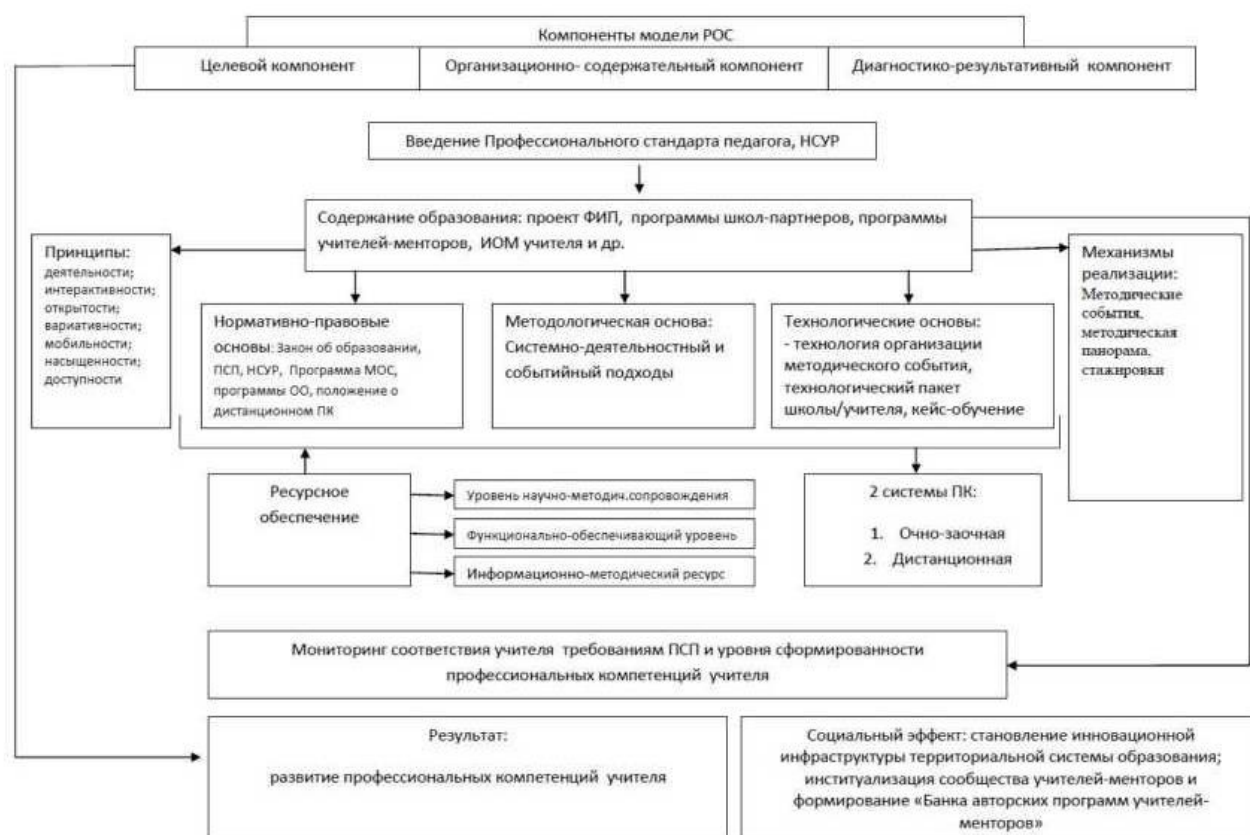 Компоненты модели РОС
Целевой компонент
Организационно- содержательный компонент
Диагностико-результативный компонент
Введение Профессионального стандарта педагога, НСУР
Содержание образования: проект ФИП, программы школ-партнеров, программы
учителей-менторов, ИОМ учителя и др.
Принципы:
деятельности;
интерактивности;
открытости;
вариативности;
мобильности;
насыщенности;
доступности
Нормативно-правовые
основы: Закон об образовании,
ПСП, НСУР, Программа МОС,
программы ОО, положение о
дистанционном ПК
Методологическая основа:
Системно-деятельностный и
событийный подходы
Технологические основы:
- технология организации
методического события,
технологический пакет
школы/учителя, кейс-обучение
Механизмы
реализации:
Методические
события,
методическая
панорама,
стажировки
Ресурсное
обеспечение
Уровень научно-методич.сопровождения
Функционально-обеспечивающий уровень
Информационно-методический ресурс
2 системы ПК:
1. Очно-заочная
2. Дистанционная
Мониторинг соответствия учителя требованиям ПСП и уровня сформированности
профессиональных компетенций учителя
Результат:
развитие профессиональных компетенций учителя
Социальный эффект: становление инновационной
инфраструктуры территориальной системы образования;
институализация сообщества учителей-менторов и
формирование «Банка авторских программ учителей-
менторов»